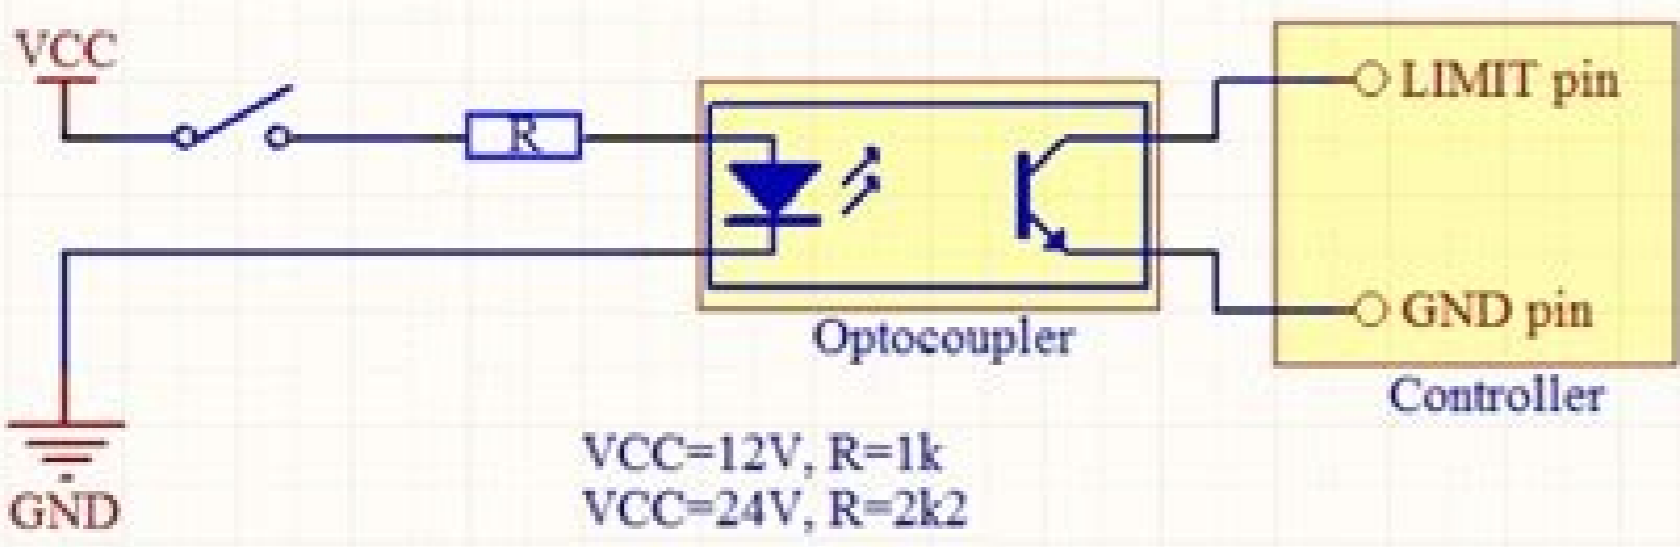 VCC
R
LIMIT pin
GND pin
Optocoupler
Controller
VCC=12V, R=1k
VCC=24V, R=2k2
GND